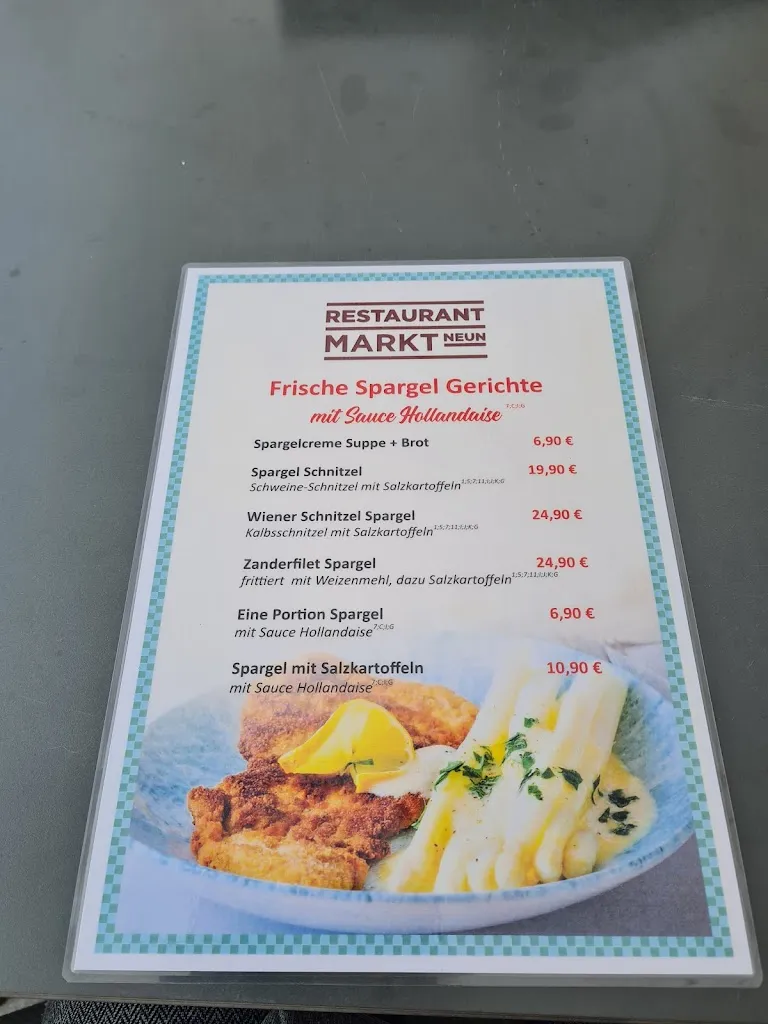 RESTAURANT
MARKT NEUN
Frische Spargel Gerichte
mit Sauce Hollandaise
Spargelcreme Suppe + Brot 6,90 €
Spargel Schnitzel 19,90 €
Schweine-Schnitzel mit Salzkartoffeln
Wiener Schnitzel Spargel 24,90 €
Kalbsschnitzel mit Salzkartoffeln
Zanderfilet Spargel 24,90 €
frittiert mit Weizenmehl, dazu Salzkartoffeln
Eine Portion Spargel 6,90 €
mit Sauce Hollandaise
Spargel mit Salzkartoffeln 10,90 €
mit Sauce Hollandaise